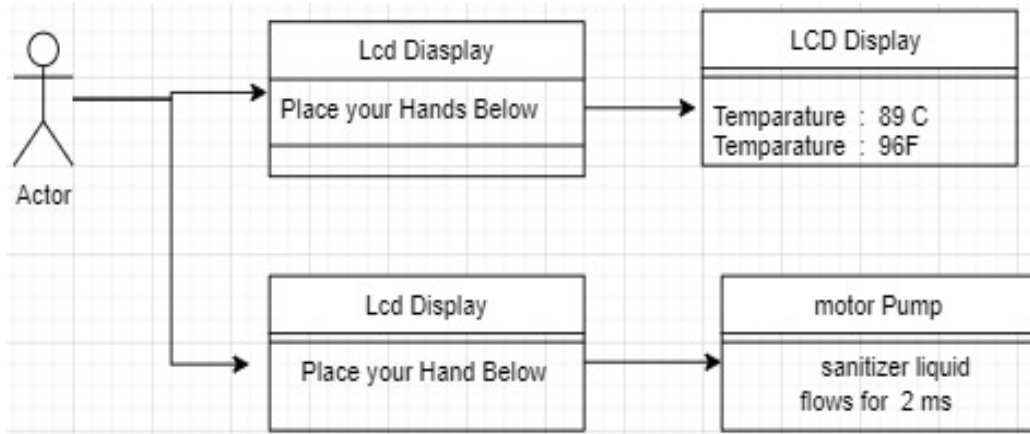 Lcd Diasplay
Place your Hands Below
LCD Display
Temparature : 89 C
Temparature : 96F
Actor
Lcd Display
Place your Hand Below
motor Pump
sanitizer liquid
flows for 2 ms